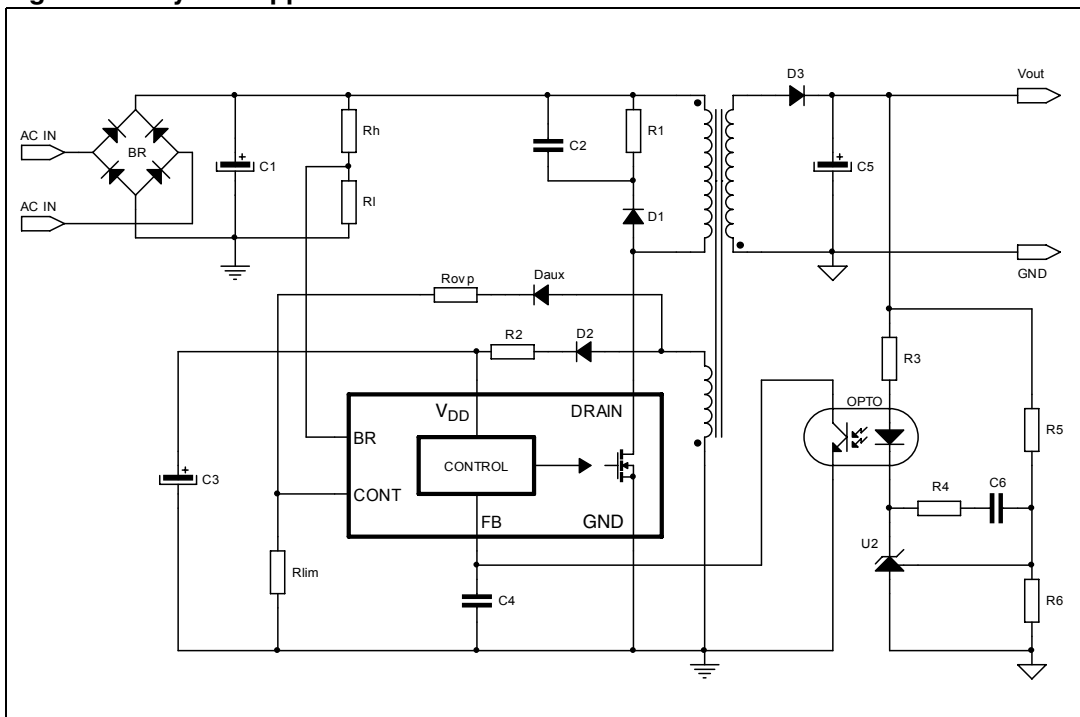 D3
Vout
AC IN
BR
AC IN
C1
Rh
Rl
C2
R1
D1
C5
GND
Rovp
Daux
R2
D2
R3
OPTO
R5
VDD
DRAIN
BR
CONTROL
CONT
FB
GND
C3
R4
C6
U2
Rlim
C4
R6